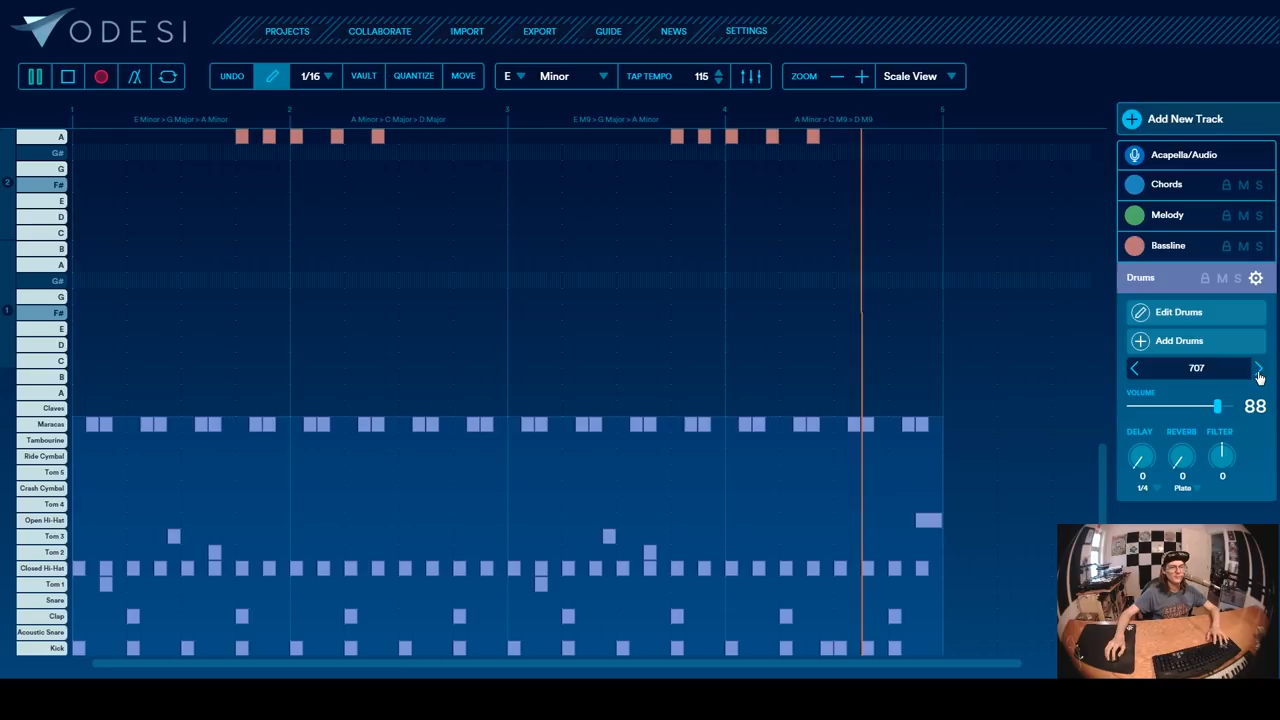 ODESI
PROJECTS COLLABORATE IMPORT EXPORT GUIDE NEWS SETTINGS
UNDO 1/16 VAULT QUANTIZE MOVE E Minor TAP TEMPO 115 ZOOM Scale View
1 2 3 4 5
E Minor > G Major > A Minor A Minor > C Major > D Major E M9 > G Major > A Minor A Minor > C M9 > D M9
A
G#
G
2
F#
E
D
C
B
A
G#
G
1
F#
E
D
C
B
A
Claves
Maracas
Tambourine
Ride Cymbal
Tom 5
Crash Cymbal
Tom 4
Open Hi-Hat
Tom 3
Tom 2
Closed Hi-Hat
Tom 1
Snare
Clap
Acoustic Snare
Kick
Add New Track
Acapella/Audio
Chords M S
Melody M S
Bassline M S
Drums M S
Edit Drums
Add Drums
707
VOLUME
88
DELAY REVERB FILTER
0 0 0
1/4 Plate